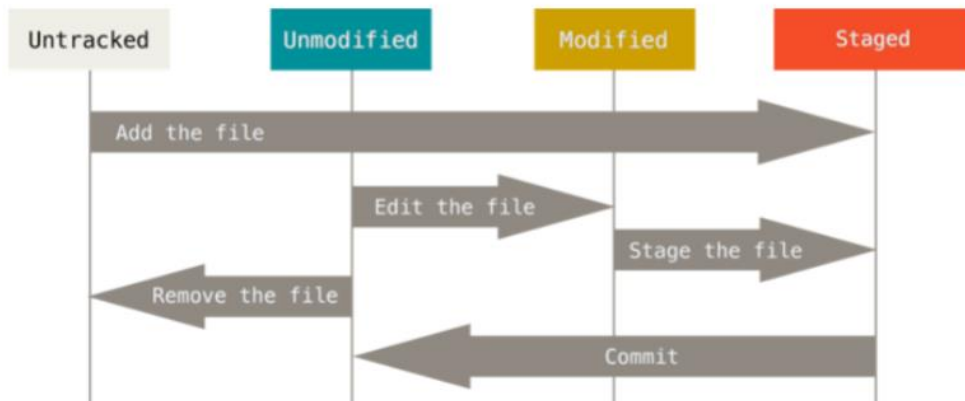 Untracked
Unmodified
Modified
Staged
Add the file
Edit the file
Stage the file
Remove the file
Commit